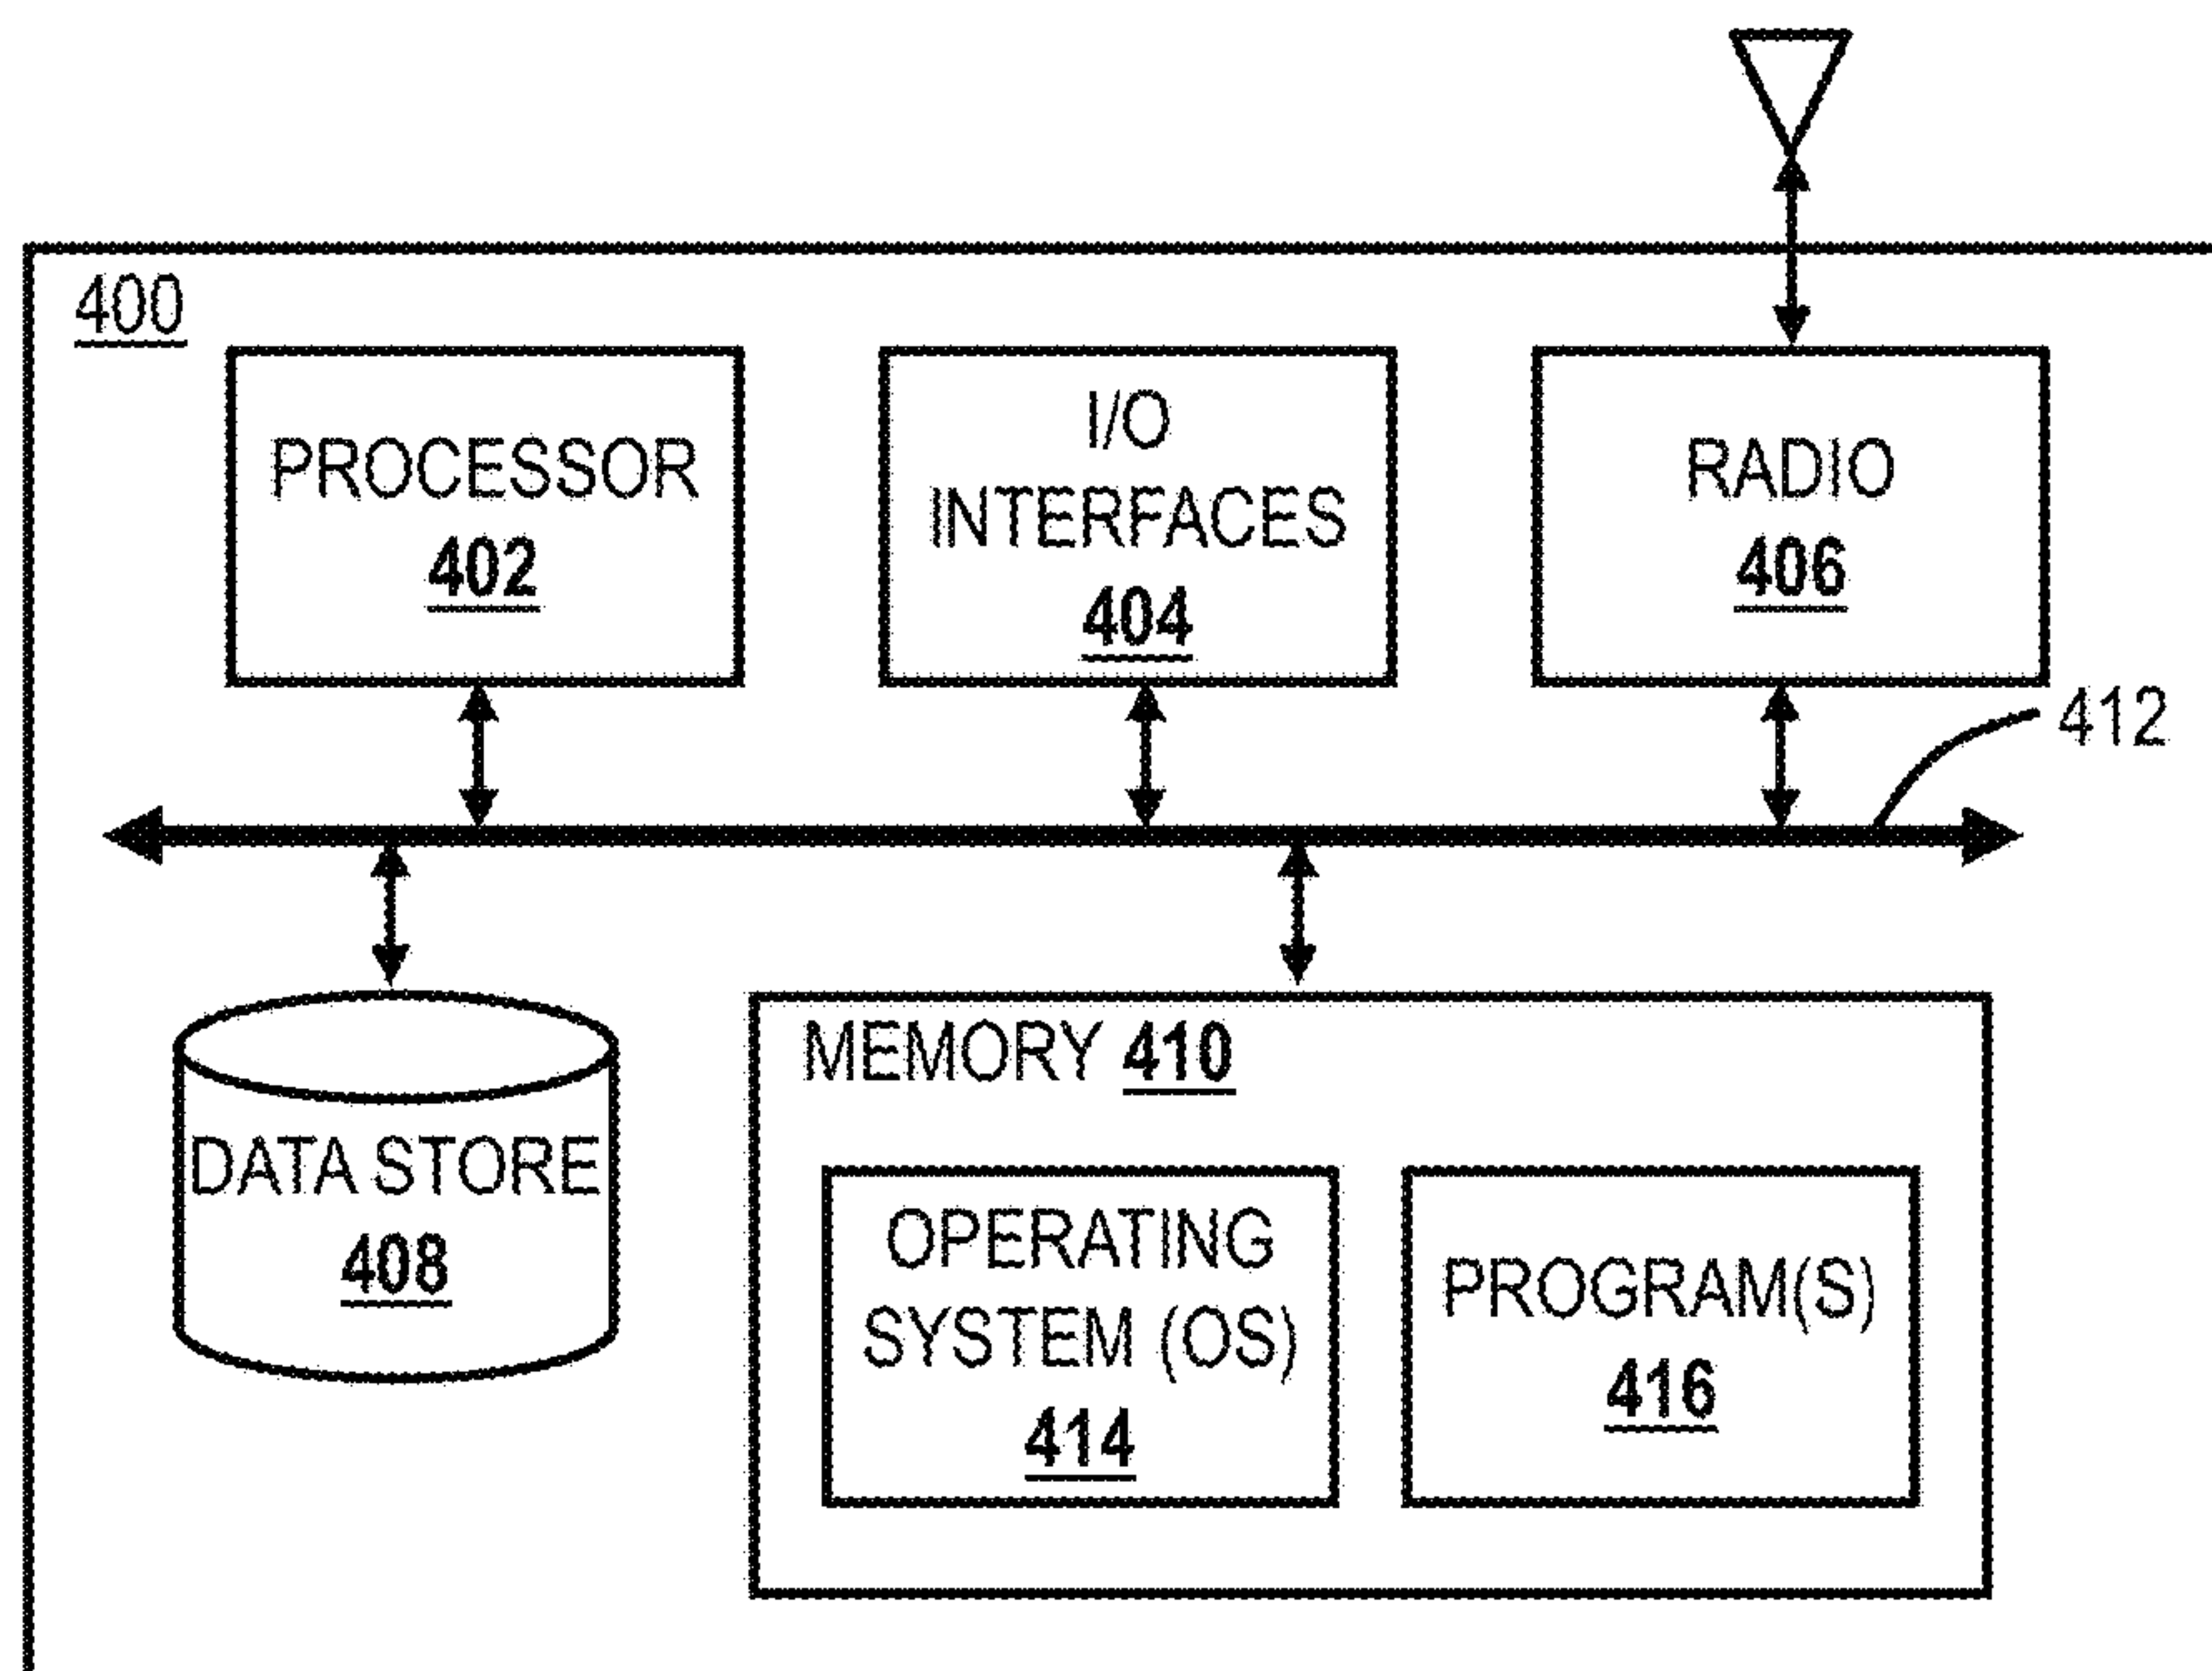 400
PROCESSOR
402
I/O
INTERFACES
404
RADIO
406
412
DATA STORE
408
MEMORY 410
OPERATING
SYSTEM (OS)
414
PROGRAM(S)
416